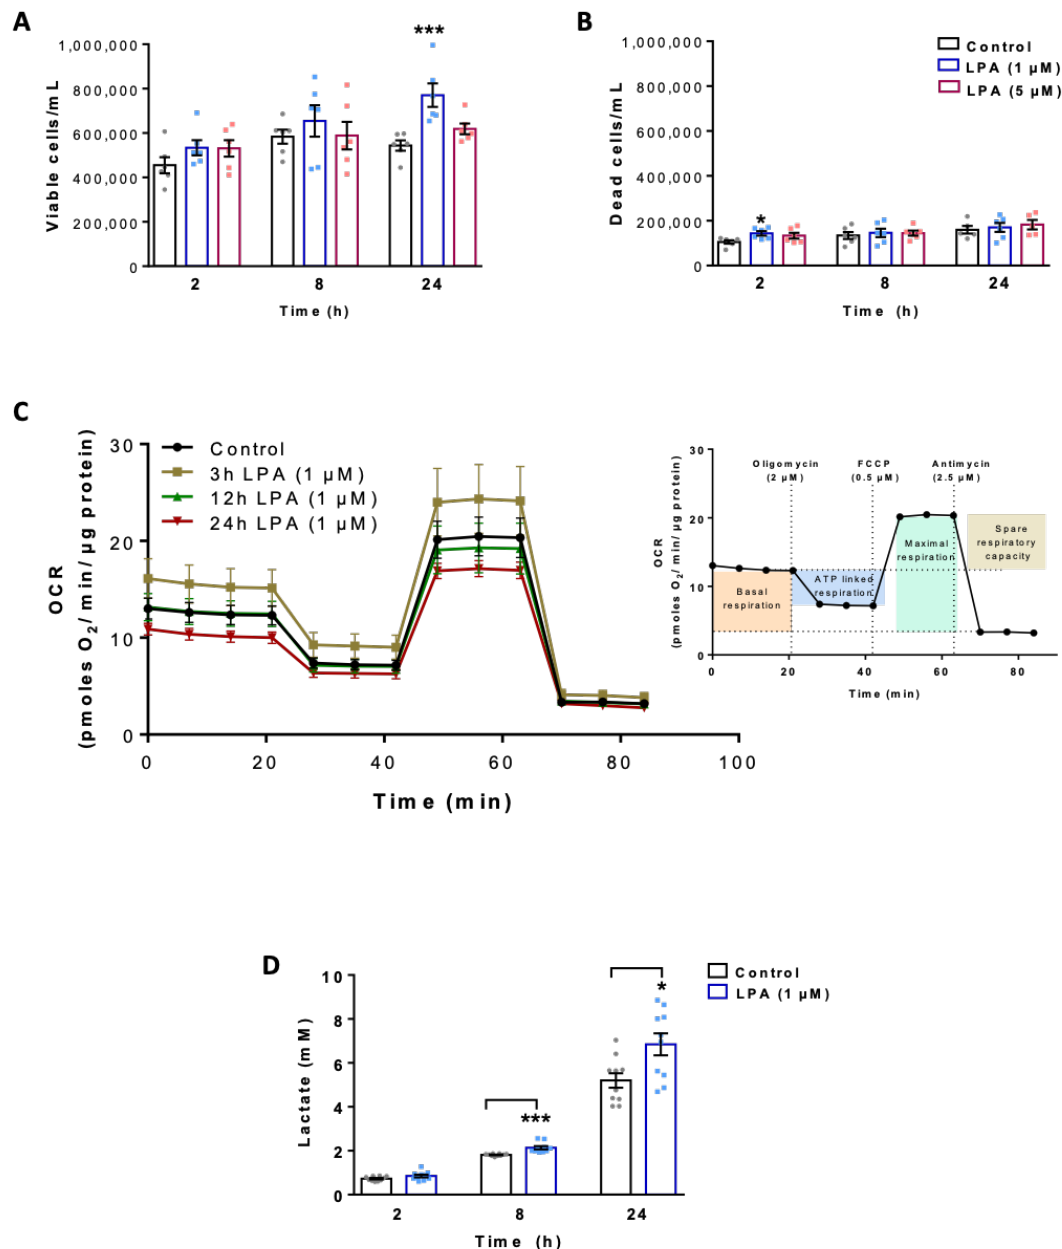 A
***
1,000,000
800,000
600,000
400,000
200,000
0
Viable cells/mL
2 8 24
Time (h)
B
Control
LPA (1 µM)
LPA (5 µM)
1,000,000
800,000
600,000
400,000
200,000
0
Dead cells/mL
*
2 8 24
Time (h)
C
OCR
(pmoles O2/ min/ µg protein)
30
20
10
0
Control
3h LPA (1 µM)
12h LPA (1 µM)
24h LPA (1 µM)
0 20 40 60 80 100
Time (min)
OCR
(pmoles O2/ min/ µg protein)
30
20
10
0
Oligomycin
(2 µM)
FCCP
(0.5 µM)
Antimycin
(2.5 µM)
Basal
respiration
ATP linked
respiration
Maximal
respiration
Spare
respiratory
capacity
0 20 40 60 80
Time (min)
D
Control
LPA (1 µM)
Lactate (mM)
10
8
6
4
2
0
***
*
2 8 24
Time (h)